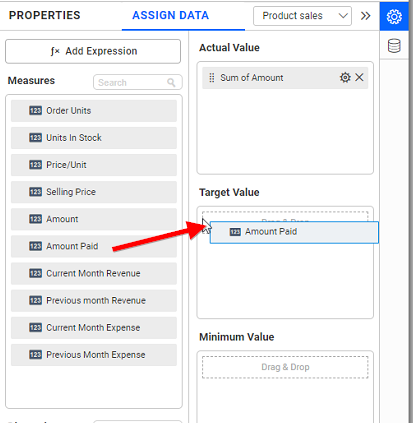 PROPERTIES
ASSIGN DATA
Product sales
ƒ× Add Expression
Measures
Search
123 Order Units
123 Units In Stock
123 Price/Unit
123 Selling Price
123 Amount
123 Amount Paid
123 Current Month Revenue
123 Previous month Revenue
123 Current Month Expense
123 Previous Month Expense
Actual Value
Sum of Amount
Target Value
Drag & Drop
123 Amount Paid
Minimum Value
Drag & Drop